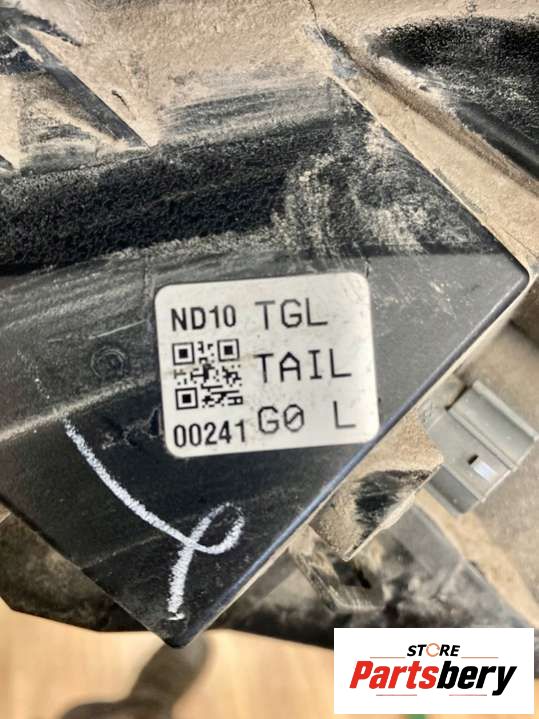 ND10 TGL
TAIL
00241 G0 L
STORE
Partsbery